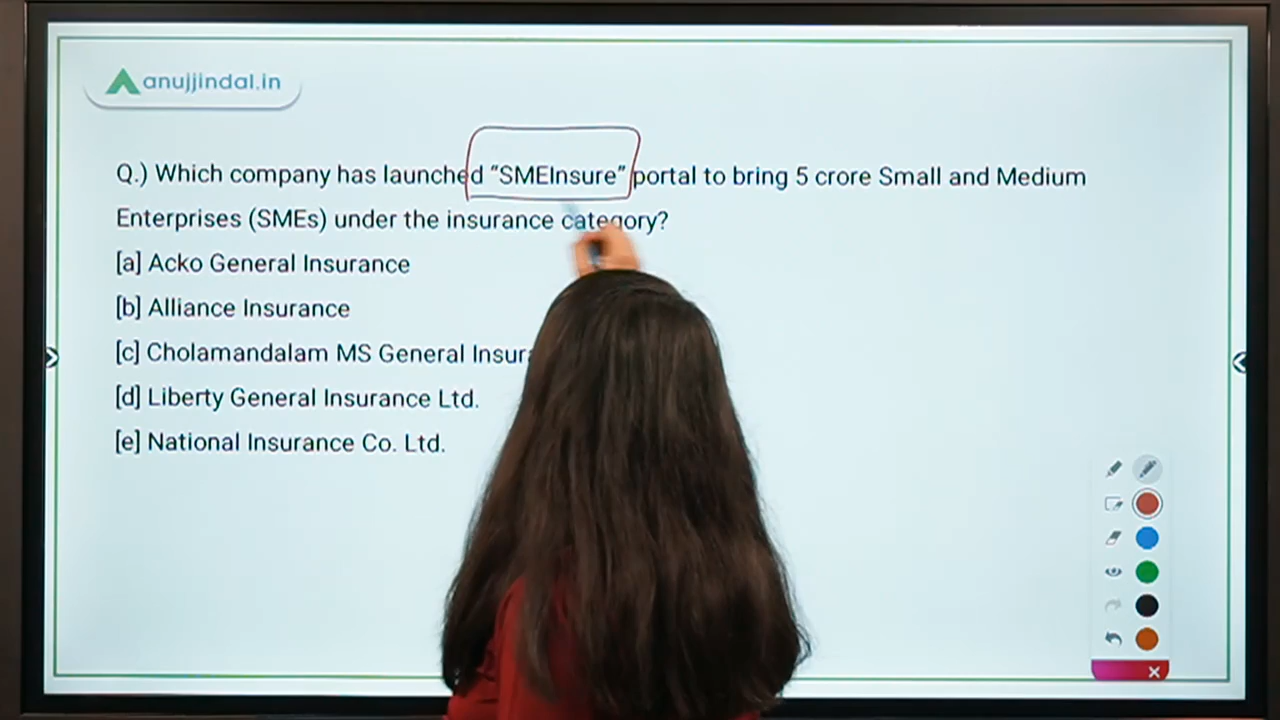 anujjindal.in
Q.) Which company has launched “SMEInsure” portal to bring 5 crore Small and Medium
Enterprises (SMEs) under the insurance category?
[a] Acko General Insurance
[b] Alliance Insurance
[c] Cholamandalam MS General
[d] Liberty General Insurance Ltd.
[e] National Insurance Co. Ltd.